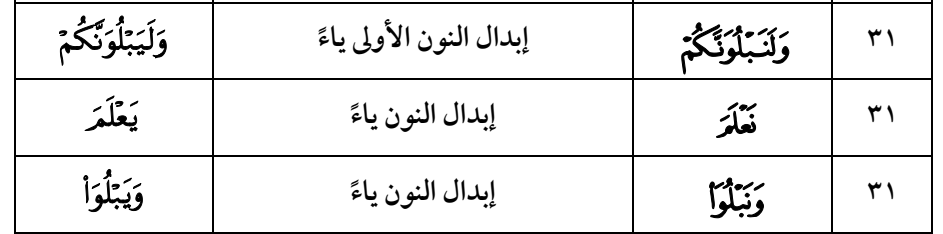 ٣١ وَلَنَبْلُوَنَّكُمْ إبدال النون الأولى ياءً وَلَيَبْلُوَنَّكُمْ
٣١ نَعْلَمَ إبدال النون ياءً يَعْلَمَ
٣١ وَنَبْلُوَا۟ إبدال النون ياءً وَيَبْلُوَا۟